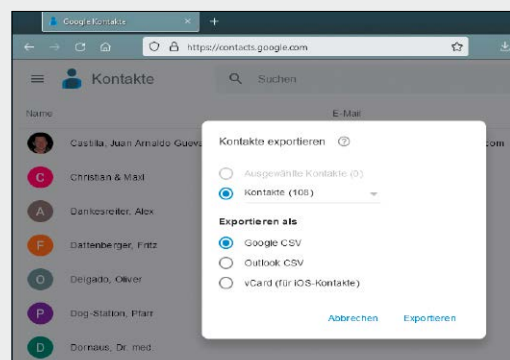 Google Kontakte × +
https://contacts.google.com
Kontakte Suchen
Name E-Mail
Castilla, Juan Arnaldo Gueva com
Kontakte exportieren ?
Ausgewählte Kontakte (0)
C Christian & Maxl
Kontakte (108)
A Dankesreiter, Alex
Exportieren als
F Dattenberger, Fritz
Google CSV
Outlook CSV
O Delgado, Oliver
vCard (für iOS-Kontakte)
P Dog-Station, Pfarr
Abbrechen Exportieren
D Dornaus, Dr. med.